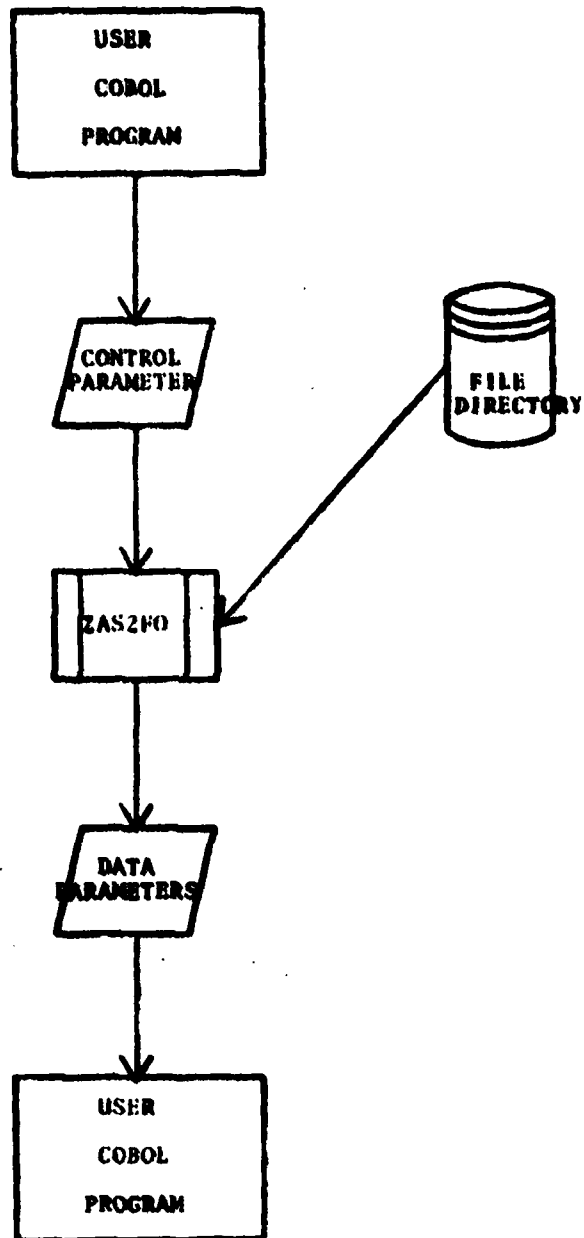 USER
COBOL
PROGRAM
CONTROL
PARAMETER
FILE
DIRECTORY
ZAS2FO
DATA
PARAMETERS
USER
COBOL
PROGRAM